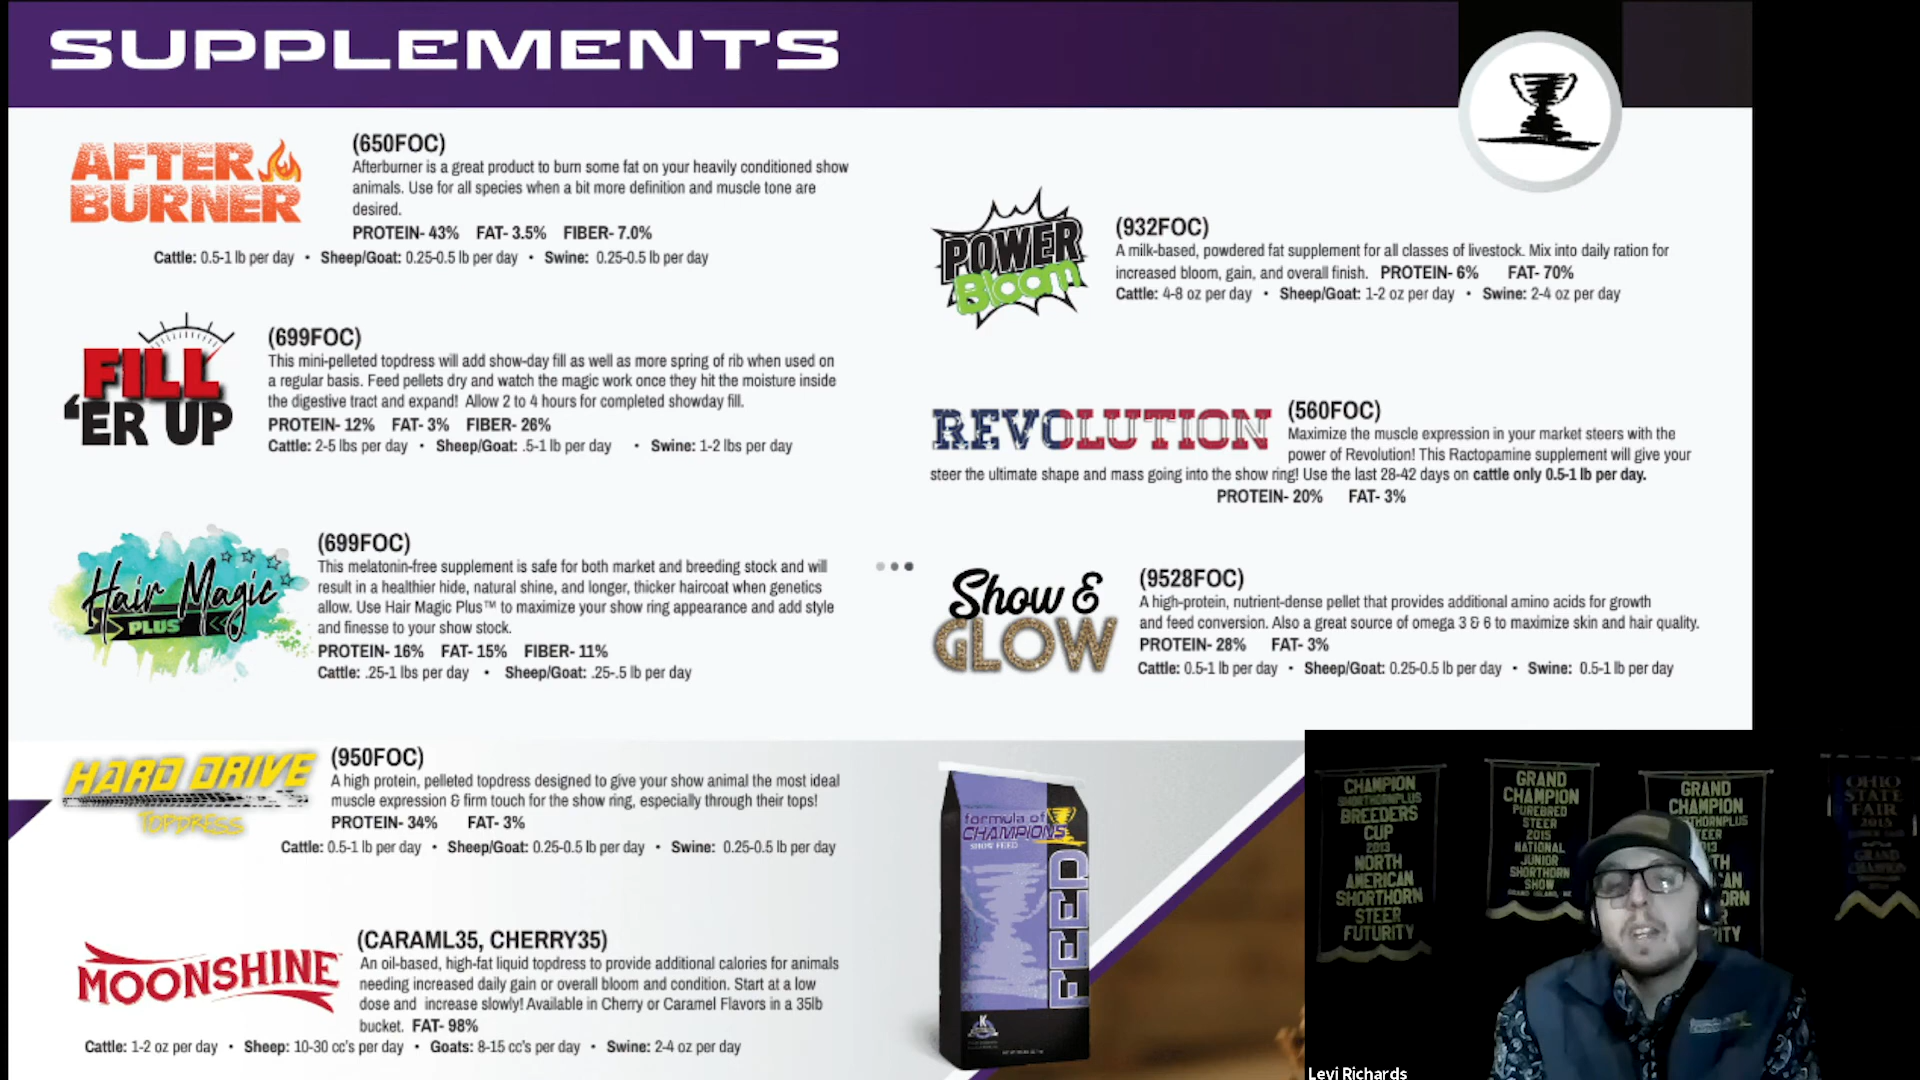 SUPPLEMENTS
AFTER
BURNER
(650FOC)
Afterburner is a great product to burn some fat on your heavily conditioned show
animals. Use for all species when a bit more definition and muscle tone are
desired.
PROTEIN- 43% FAT- 3.5% FIBER- 7.0%
Cattle: 0.5-1 lb per day • Sheep/Goat: 0.25-0.5 lb per day • Swine: 0.25-0.5 lb per day
FILL
'ER UP
(699FOC)
This mini-pelleted topdress will add show-day fill as well as more spring of rib when used on
a regular basis. Feed pellets dry and watch the magic work once they hit the moisture inside
the digestive tract and expand! Allow 2 to 4 hours for completed showday fill.
PROTEIN- 12% FAT- 3% FIBER- 26%
Cattle: 2-5 lbs per day • Sheep/Goat: .5-1 lb per day • Swine: 1-2 lbs per day
Hair Magic
PLUS
(699FOC)
This melatonin-free supplement is safe for both market and breeding stock and will
result in a healthier hide, natural shine, and longer, thicker haircoat when genetics
allow. Use Hair Magic Plus™ to maximize your show ring appearance and add style
and finesse to your show stock.
PROTEIN- 16% FAT- 15% FIBER- 11%
Cattle: .25-1 lbs per day • Sheep/Goat: .25-.5 lb per day
HARD DRIVE
TOPDRESS
(950FOC)
A high protein, pelleted topdress designed to give your show animal the most ideal
muscle expression & firm touch for the show ring, especially through their tops!
PROTEIN- 34% FAT- 3%
Cattle: 0.5-1 lb per day • Sheep/Goat: 0.25-0.5 lb per day • Swine: 0.25-0.5 lb per day
MOONSHINE
(CARAML35, CHERRY35)
An oil-based, high-fat liquid topdress to provide additional calories for animals
needing increased daily gain or overall bloom and condition. Start at a low
dose and increase slowly! Available in Cherry or Caramel Flavors in a 35lb
bucket. FAT- 98%
Cattle: 1-2 oz per day • Sheep: 10-30 cc's per day • Goats: 8-15 cc's per day • Swine: 2-4 oz per day
POWER
Bloom
(932FOC)
A milk-based, powdered fat supplement for all classes of livestock. Mix into daily ration for
increased bloom, gain, and overall finish. PROTEIN- 6% FAT- 70%
Cattle: 4-8 oz per day • Sheep/Goat: 1-2 oz per day • Swine: 2-4 oz per day
REVOLUTION
(560FOC)
Maximize the muscle expression in your market steers with the
power of Revolution! This Ractopamine supplement will give your
steer the ultimate shape and mass going into the show ring! Use the last 28-42 days on cattle only 0.5-1 lb per day.
PROTEIN- 20% FAT- 3%
Show &
GLOW
(9528FOC)
A high-protein, nutrient-dense pellet that provides additional amino acids for growth
and feed conversion. Also a great source of omega 3 & 6 to maximize skin and hair quality.
PROTEIN- 28% FAT- 3%
Cattle: 0.5-1 lb per day • Sheep/Goat: 0.25-0.5 lb per day • Swine: 0.5-1 lb per day
formula of
CHAMPIONS
SHOW FEED
FEED
K
CHAMPION
SHORTHORNPLUS
BREEDERS
CUP
2013
NORTH
AMERICAN
SHORTHORN
STEER
FUTURITY
GRAND
CHAMPION
PUREBRED
STEER
2015
NATIONAL
JUNIOR
SHORTHORN
SHOW
GRAND ISLAND, NE
GRAND
CHAMPION
OHIO
STATE
FAIR
2015
GRAND
CHAMPION
Levi Richards